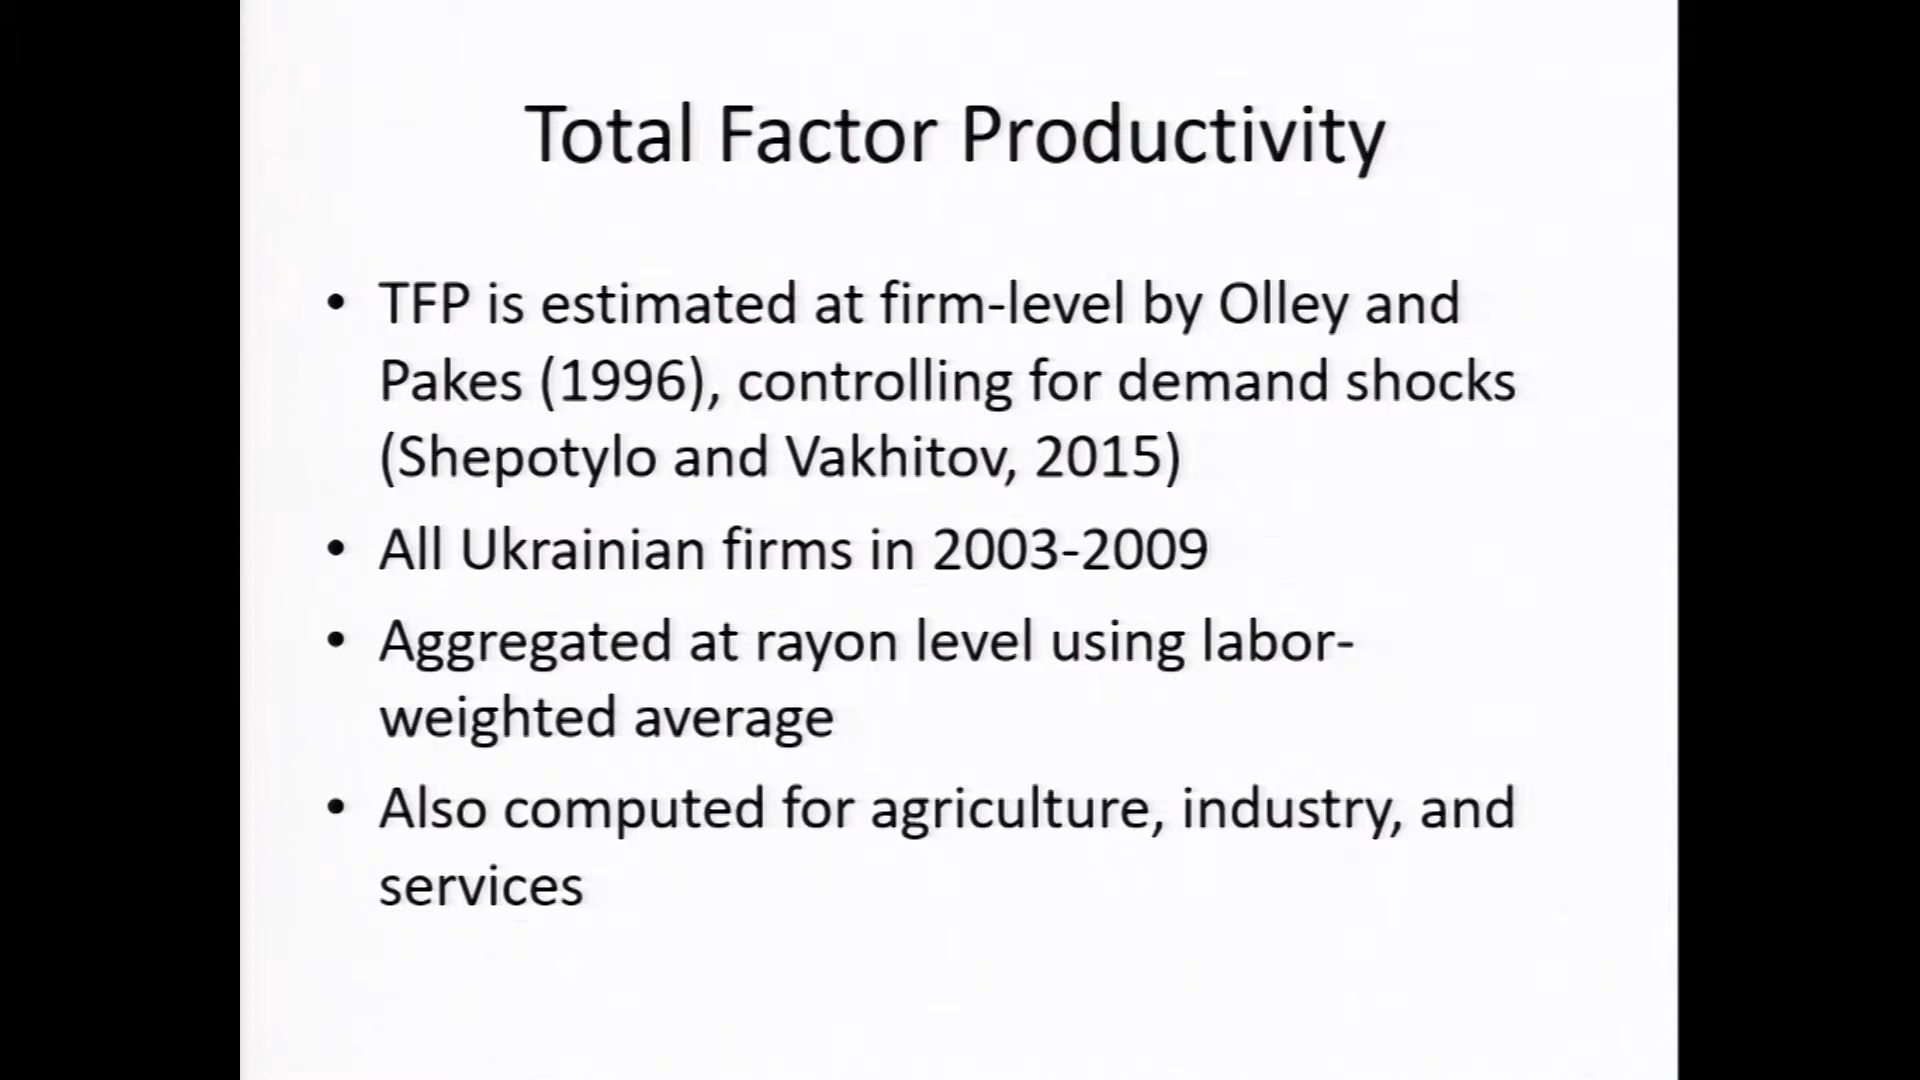 Total Factor Productivity
• TFP is estimated at firm-level by Olley and
Pakes (1996), controlling for demand shocks
(Shepotylo and Vakhitov, 2015)
• All Ukrainian firms in 2003-2009
• Aggregated at rayon level using labor-
weighted average
• Also computed for agriculture, industry, and
services